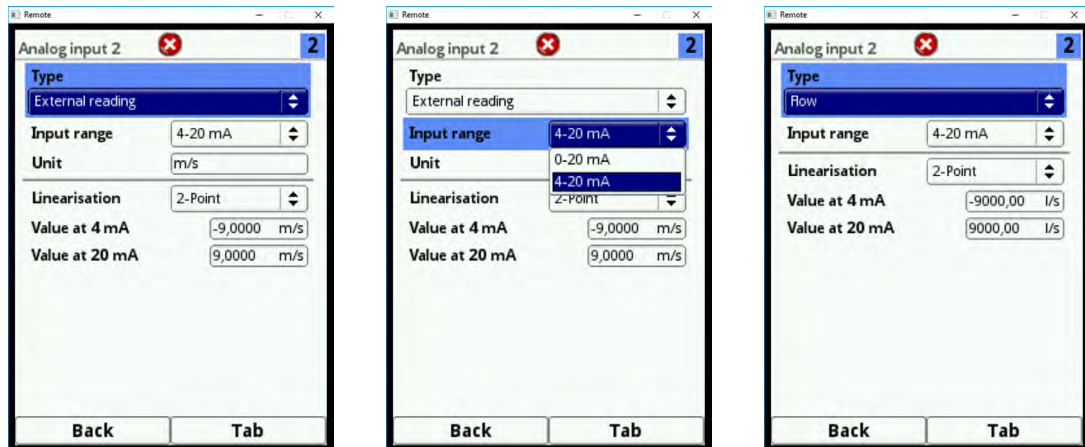 Remote
Analog input 2 2
Type
External reading
Input range 4-20 mA
Unit m/s
Linearisation 2-Point
Value at 4 mA -9,0000 m/s
Value at 20 mA 9,0000 m/s
Back Tab
Remote
Analog input 2 2
Type
External reading
Input range 4-20 mA
0-20 mA
Unit
4-20 mA
Linearisation 2-Point
Value at 4 mA -9,0000 m/s
Value at 20 mA 9,0000 m/s
Back Tab
Remote
Analog input 2 2
Type
Flow
Input range 4-20 mA
Linearisation 2-Point
Value at 4 mA -9000,00 l/s
Value at 20 mA 9000,00 l/s
Back Tab